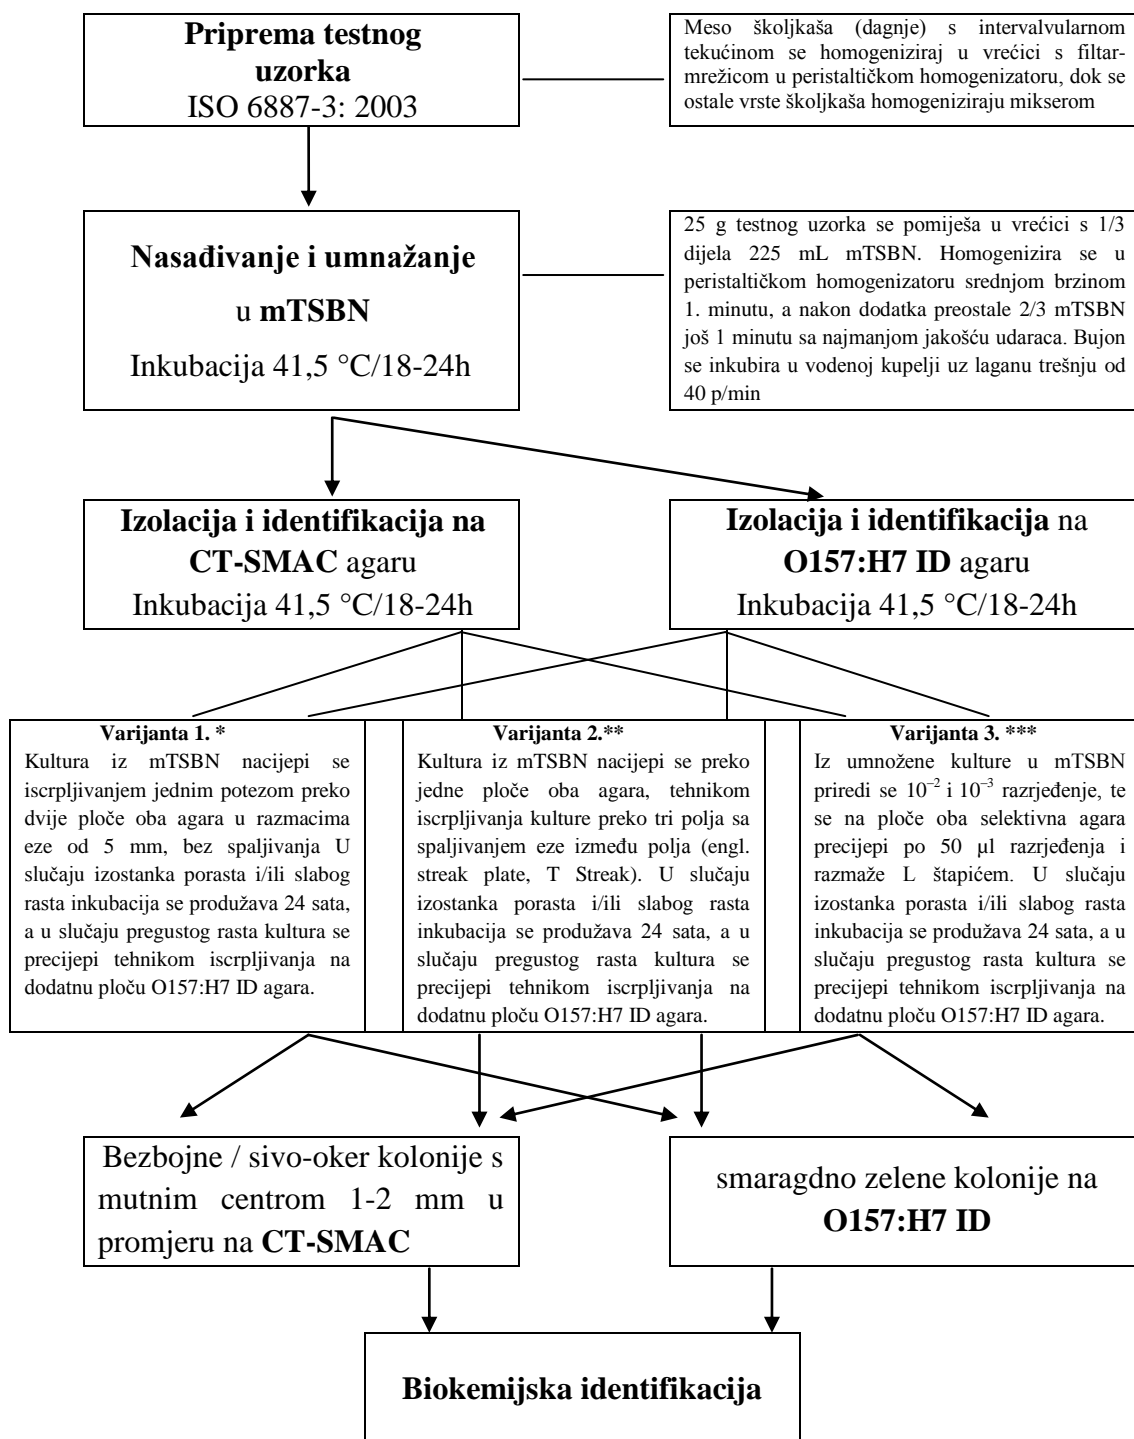 Priprema testnog
uzorka
ISO 6887-3: 2003
Meso školjkaša (dagnje) s intervalvularnom
tekućinom se homogeniziraj u vrećici s filtar-
mrežicom u peristaltičkom homogenizatoru, dok se
ostale vrste školjkaša homogeniziraju mikserom
Nasađivanje i umnažanje
u mTSBN
Inkubacija 41,5 °C/18-24h
25 g testnog uzorka se pomiješa u vrećici s 1/3
dijela 225 mL mTSBN. Homogenizira se u
peristaltičkom homogenizatoru srednjom brzinom
1. minutu, a nakon dodatka preostale 2/3 mTSBN
još 1 minutu sa najmanjom jakošću udaraca. Bujon
se inkubira u vodenoj kupelji uz laganu trešnju od
40 p/min
Izolacija i identifikacija na
CT-SMAC agaru
Inkubacija 41,5 °C/18-24h
Izolacija i identifikacija na
O157:H7 ID agaru
Inkubacija 41,5 °C/18-24h
Varijanta 1. *
Kultura iz mTSBN nacijepi se
iscrpljivanjem jednim potezom preko
dvije ploče oba agara u razmacima
eze od 5 mm, bez spaljivanja U
slučaju izostanka porasta i/ili slabog
rasta inkubacija se produžava 24 sata,
a u slučaju pregustog rasta kultura se
precijepi tehnikom iscrpljivanja na
dodatnu ploču O157:H7 ID agara.
Varijanta 2.**
Kultura iz mTSBN nacijepi se preko
jedne ploče oba agara, tehnikom
iscrpljivanja kulture preko tri polja sa
spaljivanjem eze između polja (engl.
streak plate, T Streak). U slučaju
izostanka porasta i/ili slabog rasta
inkubacija se produžava 24 sata, a u
slučaju pregustog rasta kultura se
precijepi tehnikom iscrpljivanja na
dodatnu ploču O157:H7 ID agara.
Varijanta 3. ***
Iz umnožene kulture u mTSBN
priredi se 10⁻² i 10⁻³ razrjeđenje, te
se na ploče oba selektivna agara
precijepi po 50 µl razrjeđenja i
razmaže L štapićem. U slučaju
izostanka porasta i/ili slabog rasta
inkubacija se produžava 24 sata, a u
slučaju pregustog rasta kultura se
precijepi tehnikom iscrpljivanja na
dodatnu ploču O157:H7 ID agara.
Bezbojne / sivo-oker kolonije s
mutnim centrom 1-2 mm u
promjeru na CT-SMAC
smaragdno zelene kolonije na
O157:H7 ID
Biokemijska identifikacija